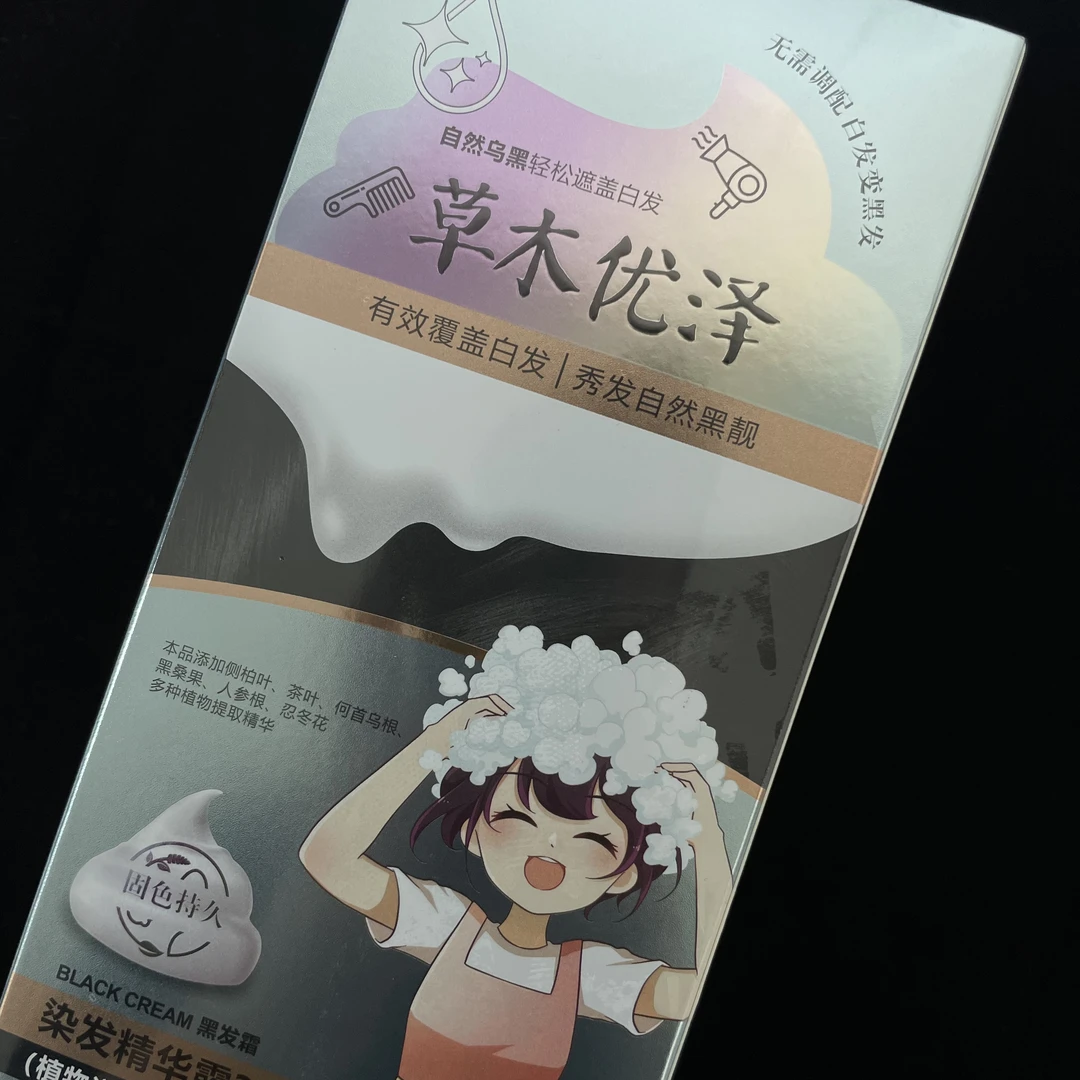 无需调配 白发变黑发
自然乌黑轻松遮盖白发
草木优泽
有效覆盖白发|秀发自然黑靓
本品添加侧柏叶、茶叶、何首乌根、
黑桑果、人参根、忍冬花
多种植物提取精华
固色持久
BLACK CREAM 黑发霜
染发精华霜
(植物